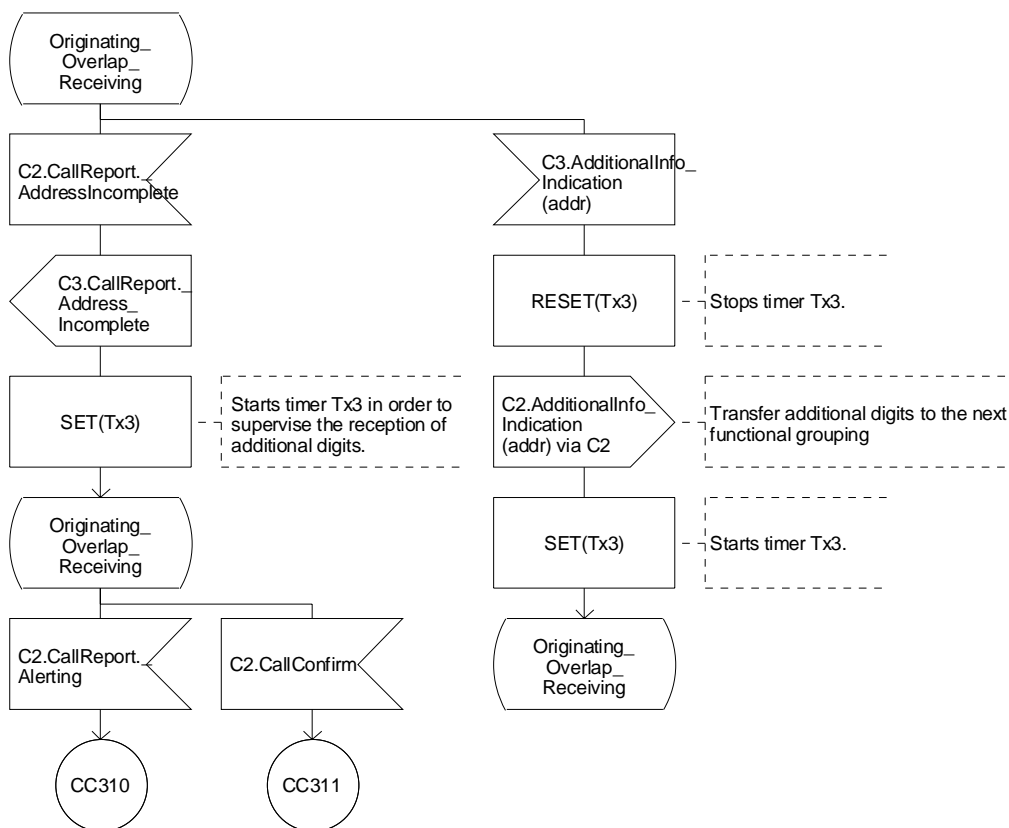 Originating_
Overlap_
Receiving
C2.CallReport._
AddressIncomplete
C3.CallReport._
Address_
Incomplete
SET(Tx3)
Starts timer Tx3 in order to
supervise the reception of
additional digits.
Originating_
Overlap_
Receiving
C2.CallReport._
Alerting
CC310
C2.CallConfirm
CC311
C3.AdditionalInfo_
Indication
(addr)
RESET(Tx3)
Stops timer Tx3.
C2.AdditionalInfo_
Indication
(addr) via C2
Transfer additional digits to the next
functional grouping
SET(Tx3)
Starts timer Tx3.
Originating_
Overlap_
Receiving